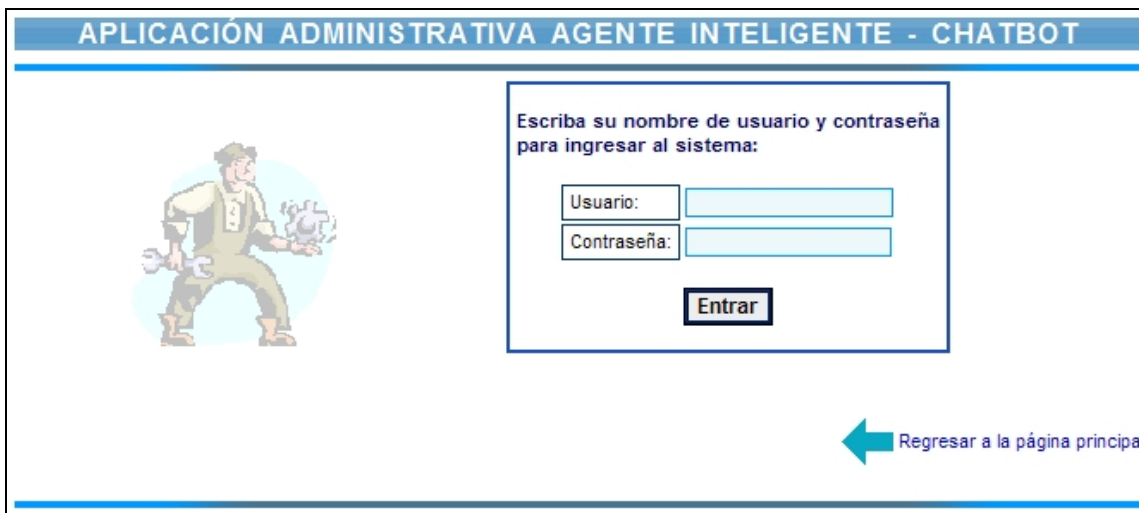 APLICACIÓN ADMINISTRATIVA AGENTE INTELIGENTE - CHATBOT
Escriba su nombre de usuario y contraseña
para ingresar al sistema:
Usuario:
Contraseña:
Entrar
Regresar a la página principa